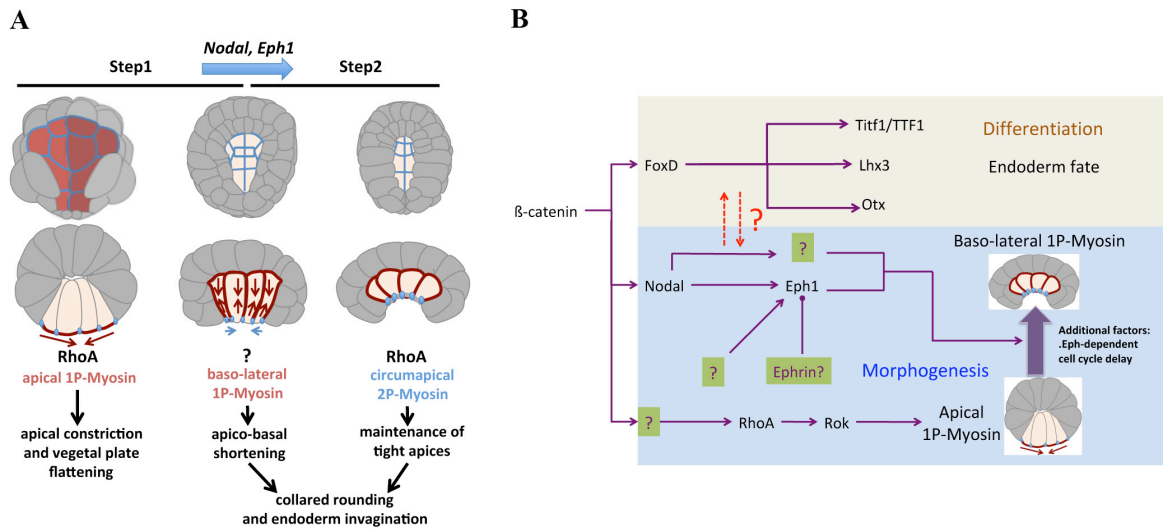 A
Nodal, Eph1
Step1
Step2
RhoA
apical 1P-Myosin
apical constriction
and vegetal plate
flattening
?
baso-lateral
1P-Myosin
apico-basal
shortening
RhoA
circumapical
2P-Myosin
maintenance of
tight apices
collared rounding
and endoderm invagination
B
ß-catenin
FoxD
Titf1/TTF1
Lhx3
Otx
Differentiation
Endoderm fate
?
Nodal
?
Eph1
?
Ephrin?
Baso-lateral 1P-Myosin
Additional factors:
.Eph-dependent
cell cycle delay
Morphogenesis
?
RhoA
Rok
Apical
1P-Myosin